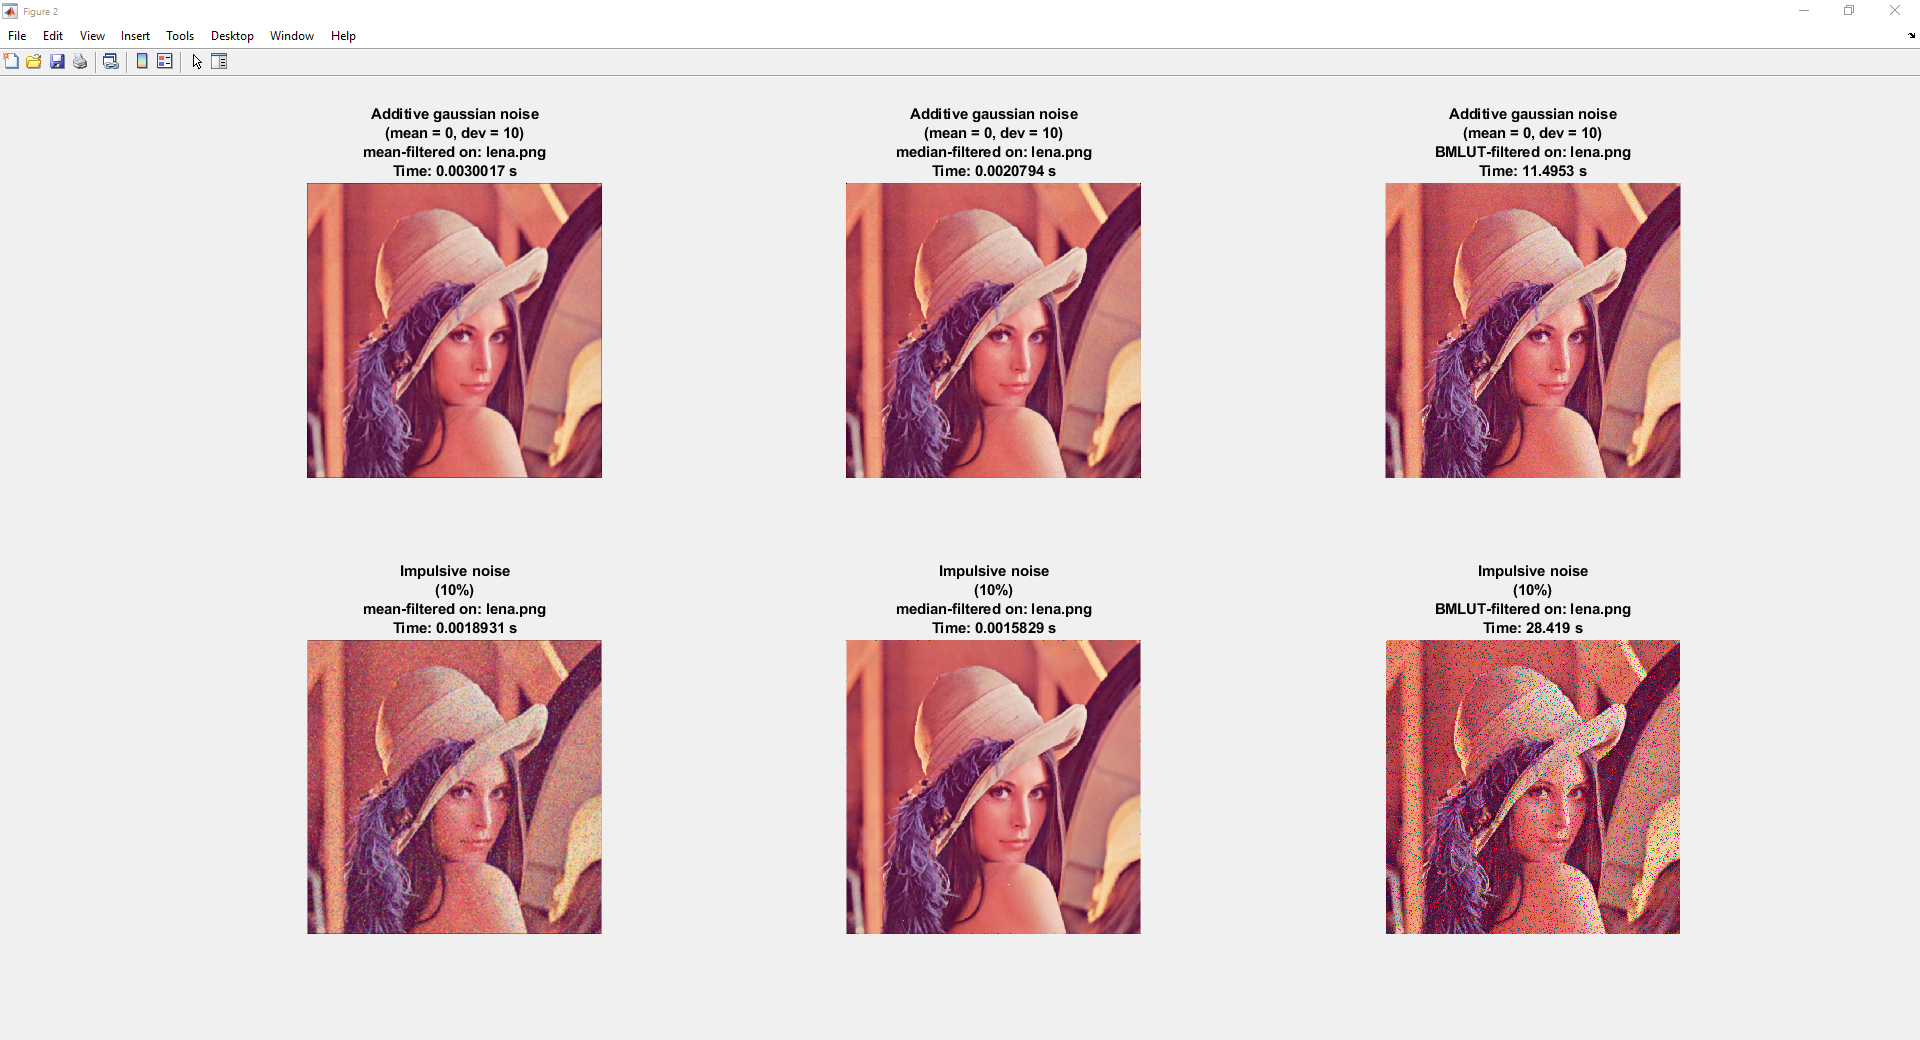 Figure 2
File Edit View Insert Tools Desktop Window Help
Additive gaussian noise
(mean = 0, dev = 10)
mean-filtered on: lena.png
Time: 0.0030017 s
Additive gaussian noise
(mean = 0, dev = 10)
median-filtered on: lena.png
Time: 0.0020794 s
Additive gaussian noise
(mean = 0, dev = 10)
BMLUT-filtered on: lena.png
Time: 11.4953 s
Impulsive noise
(10%)
mean-filtered on: lena.png
Time: 0.0018931 s
Impulsive noise
(10%)
median-filtered on: lena.png
Time: 0.0015829 s
Impulsive noise
(10%)
BMLUT-filtered on: lena.png
Time: 28.419 s